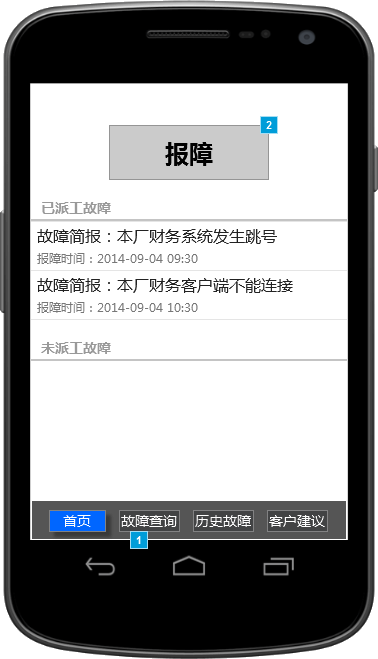 2
报障
已派工故障
故障简报：本厂财务系统发生跳号
报障时间：2014-09-04 09:30
故障简报：本厂财务客户端不能连接
报障时间：2014-09-04 10:30
未派工故障
首页 故障查询 历史故障 客户建议
1